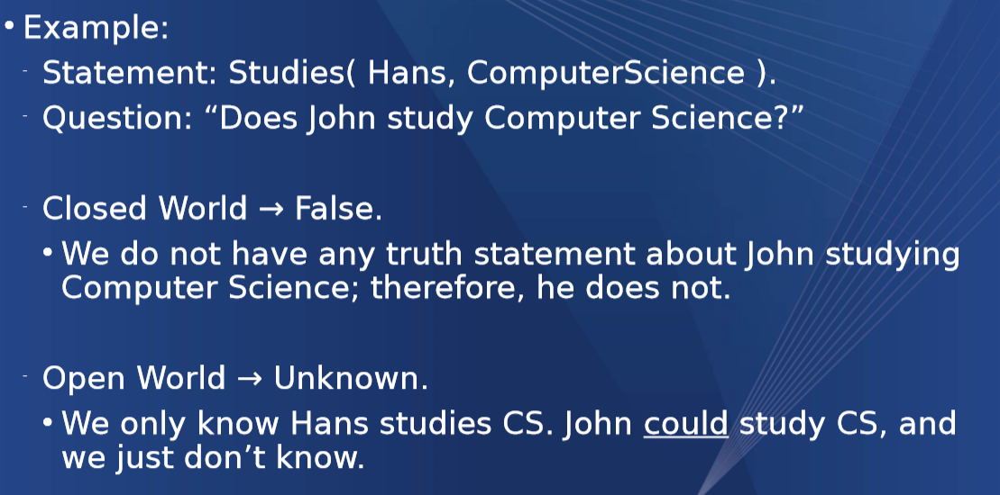 • Example:
- Statement: Studies( Hans, ComputerScience ).
- Question: “Does John study Computer Science?”
- Closed World → False.
• We do not have any truth statement about John studying
Computer Science; therefore, he does not.
- Open World → Unknown.
• We only know Hans studies CS. John could study CS, and
we just don’t know.